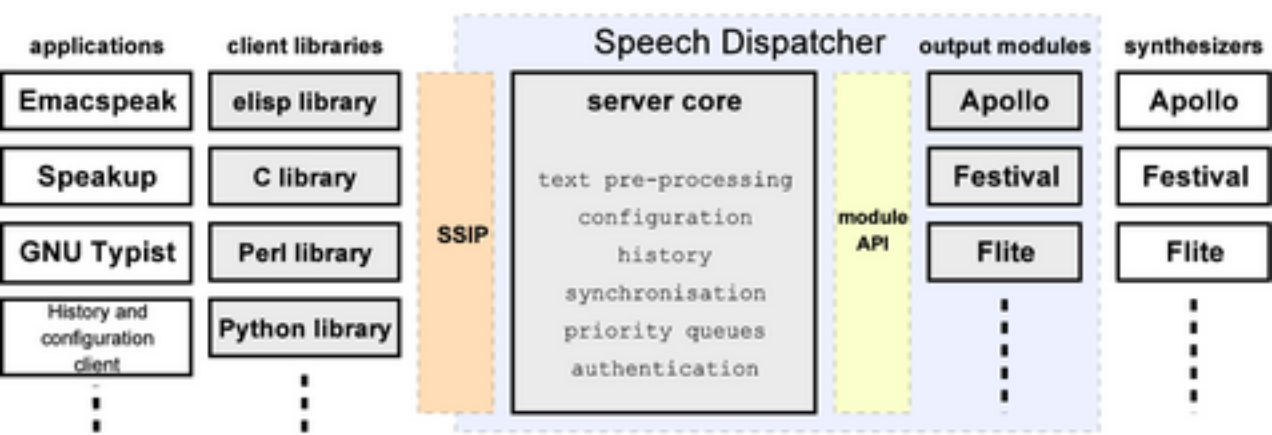 Speech Dispatcher
applications
client libraries
output modules
synthesizers
Emacspeak
elisp library
server core
Apollo
Apollo
Speakup
C library
text pre-processing
Festival
Festival
configuration
SSIP
module
API
GNU Typist
Perl library
history
Flite
Flite
synchronisation
History and
configuration
client
Python library
priority queues
authentication